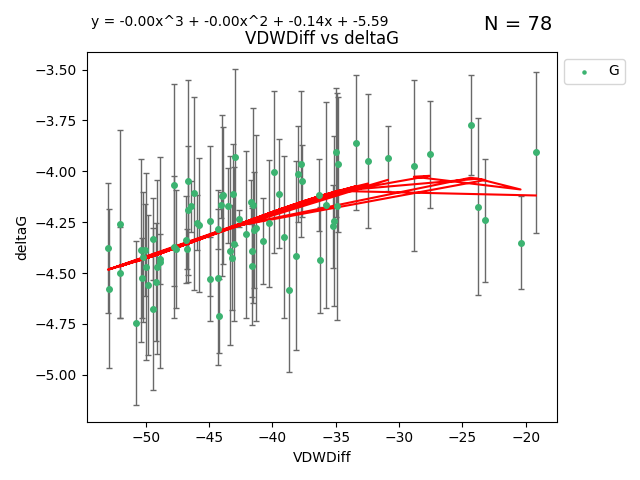 y = -0.00x^3 + -0.00x^2 + -0.14x + -5.59
N = 78
VDWDiff vs deltaG
G
−3.50
−3.75
−4.00
−4.25
−4.50
−4.75
−5.00
deltaG
−50 −45 −40 −35 −30 −25 −20
VDWDiff